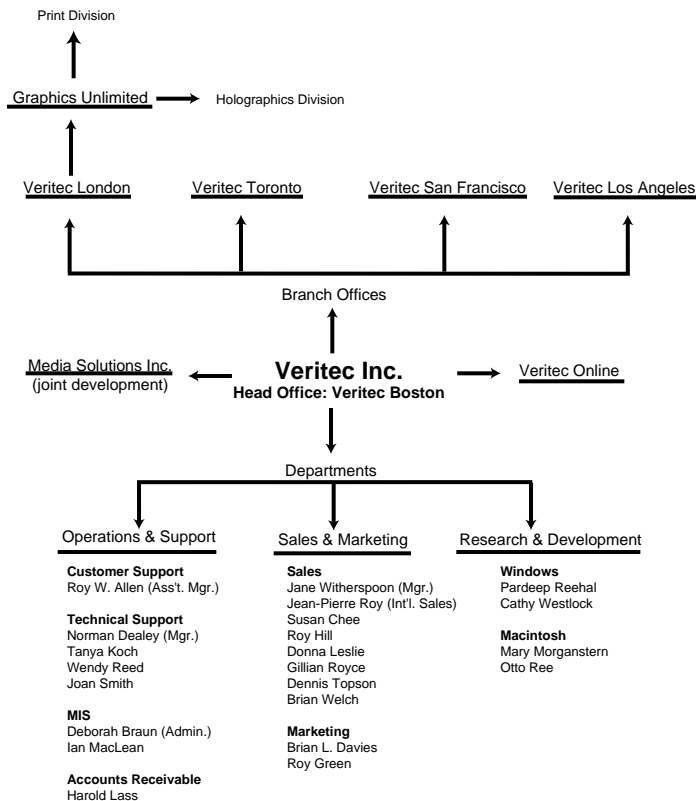 Print Division
Graphics Unlimited
Holographics Division
Veritec London
Veritec Toronto
Veritec San Francisco
Veritec Los Angeles
Branch Offices
Media Solutions Inc.
(joint development)
Veritec Inc.
Head Office: Veritec Boston
Veritec Online
Departments
Operations & Support
Customer Support
Roy W. Allen (Ass't. Mgr.)
Technical Support
Norman Dealey (Mgr.)
Tanya Koch
Wendy Reed
Joan Smith
MIS
Deborah Braun (Admin.)
Ian MacLean
Accounts Receivable
Harold Lass
Sales & Marketing
Sales
Jane Witherspoon (Mgr.)
Jean-Pierre Roy (Int'l. Sales)
Susan Chee
Roy Hill
Donna Leslie
Gillian Royce
Dennis Topson
Brian Welch
Marketing
Brian L. Davies
Roy Green
Research & Development
Windows
Pardeep Reehal
Cathy Westlock
Macintosh
Mary Morganstern
Otto Ree